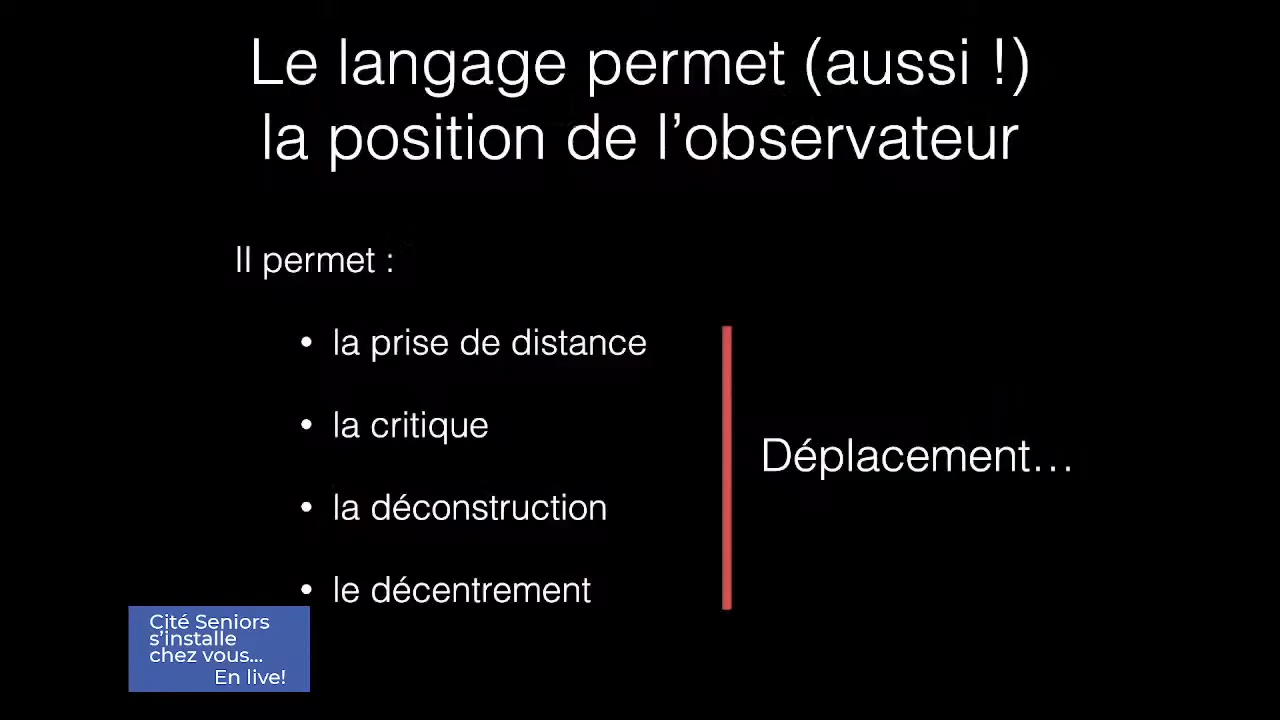 Le langage permet (aussi !)
la position de l’observateur
Il permet :
• la prise de distance
• la critique
• la déconstruction
• le décentrement
Déplacement…
Cité Seniors
s’installe
chez vous...
En live!